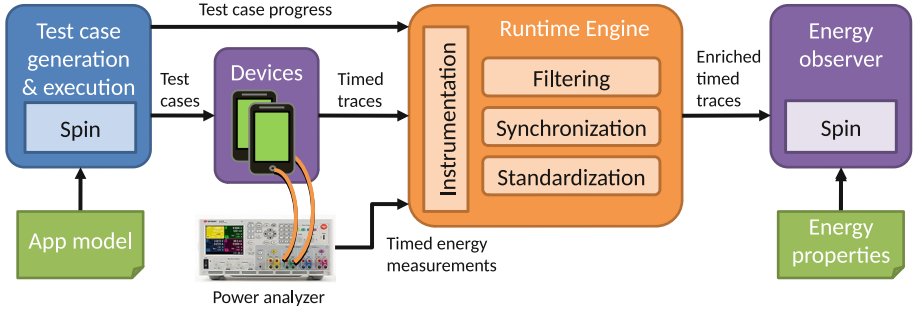 Test case
generation
& execution
Spin
App model
Test case progress
Test
cases
Devices
Timed
traces
Power analyzer
Timed energy
measurements
Instrumentation
Runtime Engine
Filtering
Synchronization
Standardization
Enriched
timed
traces
Energy
observer
Spin
Energy
properties